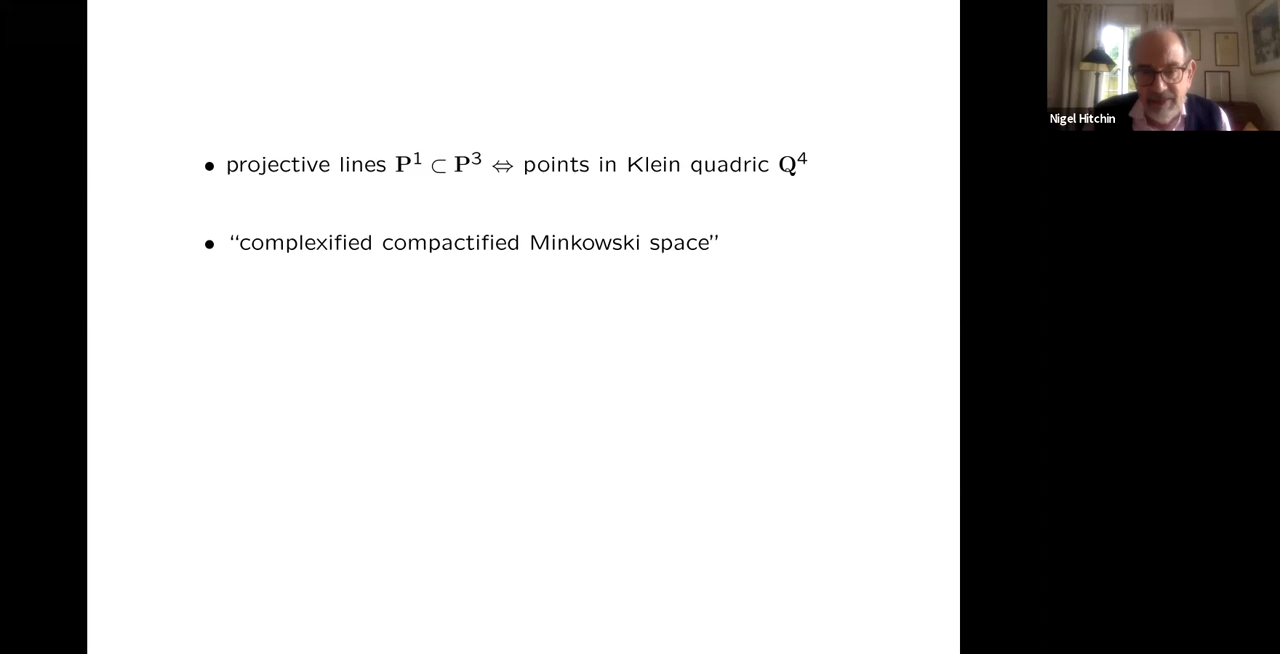 • projective lines P¹ ⊂ P³ ⇔ points in Klein quadric Q⁴
• “complexified compactified Minkowski space”
Nigel Hitchin